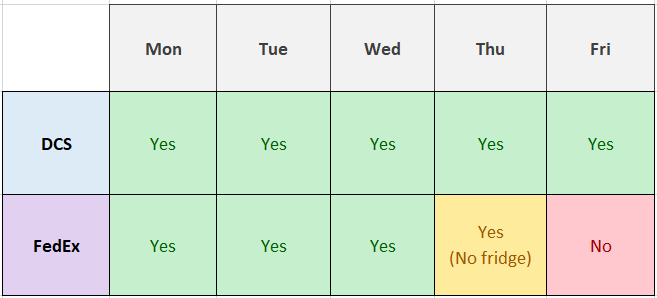 Mon Tue Wed Thu Fri
DCS Yes Yes Yes Yes Yes
FedEx Yes Yes Yes Yes
(No fridge) No